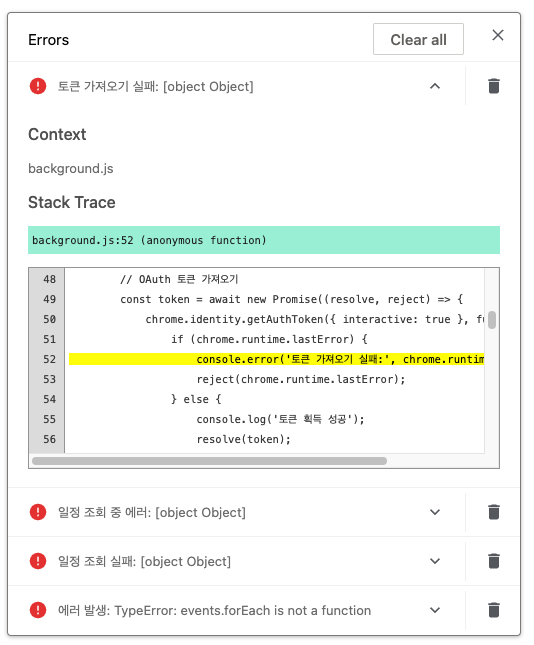 Errors
Clear all
토큰 가져오기 실패: [object Object]
Context
background.js
Stack Trace
background.js:52 (anonymous function)
48 // OAuth 토큰 가져오기
49 const token = await new Promise((resolve, reject) => {
50 chrome.identity.getAuthToken({ interactive: true }, fu
51 if (chrome.runtime.lastError) {
52 console.error('토큰 가져오기 실패:', chrome.runtim
53 reject(chrome.runtime.lastError);
54 } else {
55 console.log('토큰 획득 성공');
56 resolve(token);
일정 조회 중 에러: [object Object]
일정 조회 실패: [object Object]
에러 발생: TypeError: events.forEach is not a function